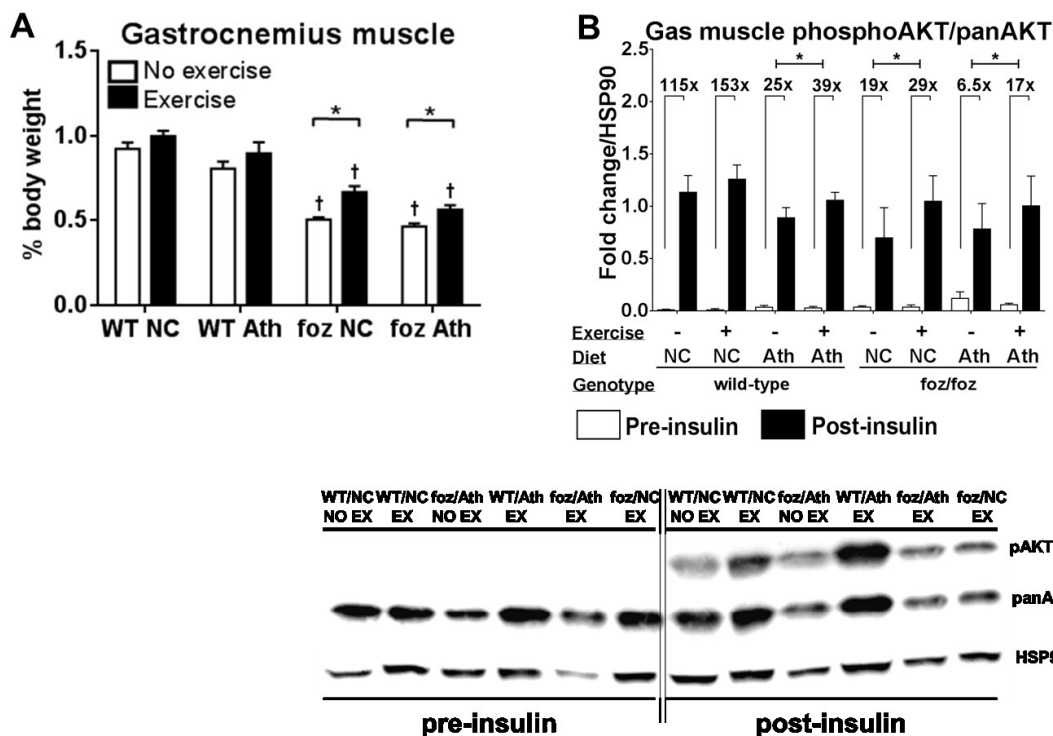 A
Gastrocnemius muscle
No exercise
Exercise
% body weight
1.5
1.0
0.5
0.0
* *
† † † †
WT NC WT Ath foz NC foz Ath
B
Gas muscle phosphoAKT/panAKT
Fold change/HSP90
2.5
2.0
1.5
1.0
0.5
0.0
* * *
115x 153x 25x 39x 19x 29x 6.5x 17x
Exercise - + - + - + - +
Diet NC NC Ath Ath NC NC Ath Ath
Genotype wild-type foz/foz
Pre-insulin Post-insulin
WT/NC WT/NC foz/Ath WT/Ath foz/Ath foz/NC WT/NC WT/NC foz/Ath WT/Ath foz/Ath foz/NC
NO EX EX NO EX EX EX EX NO EX EX NO EX EX EX EX
pAKT
panA
HSP9
pre-insulin post-insulin